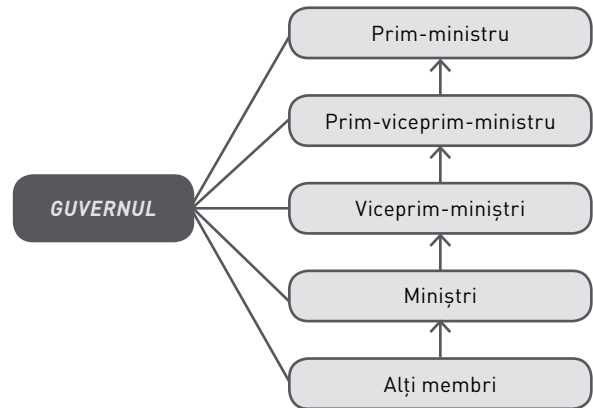 Prim-ministru
Prim-viceprim-ministru
GUVERNUL
Viceprim-miniștri
Miniștri
Alți membri